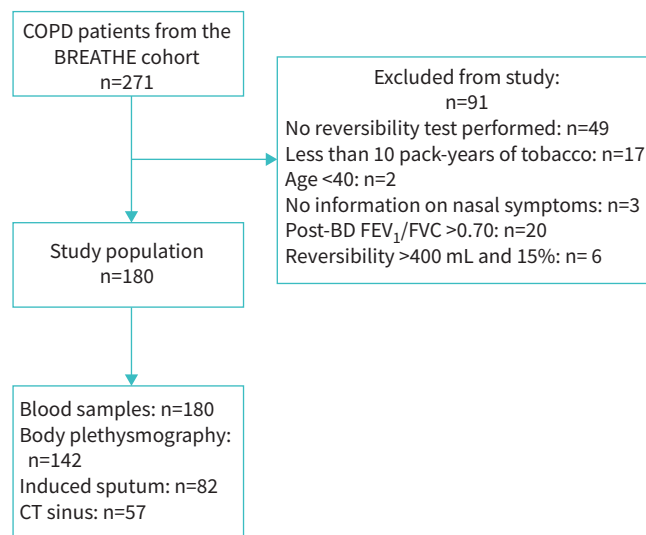 COPD patients from the
BREATHE cohort
n=271
Excluded from study:
n=91
No reversibility test performed: n=49
Less than 10 pack-years of tobacco: n=17
Age <40: n=2
No information on nasal symptoms: n=3
Post-BD FEV1/FVC >0.70: n=20
Reversibility >400 mL and 15%: n= 6
Study population
n=180
Blood samples: n=180
Body plethysmography:
n=142
Induced sputum: n=82
CT sinus: n=57